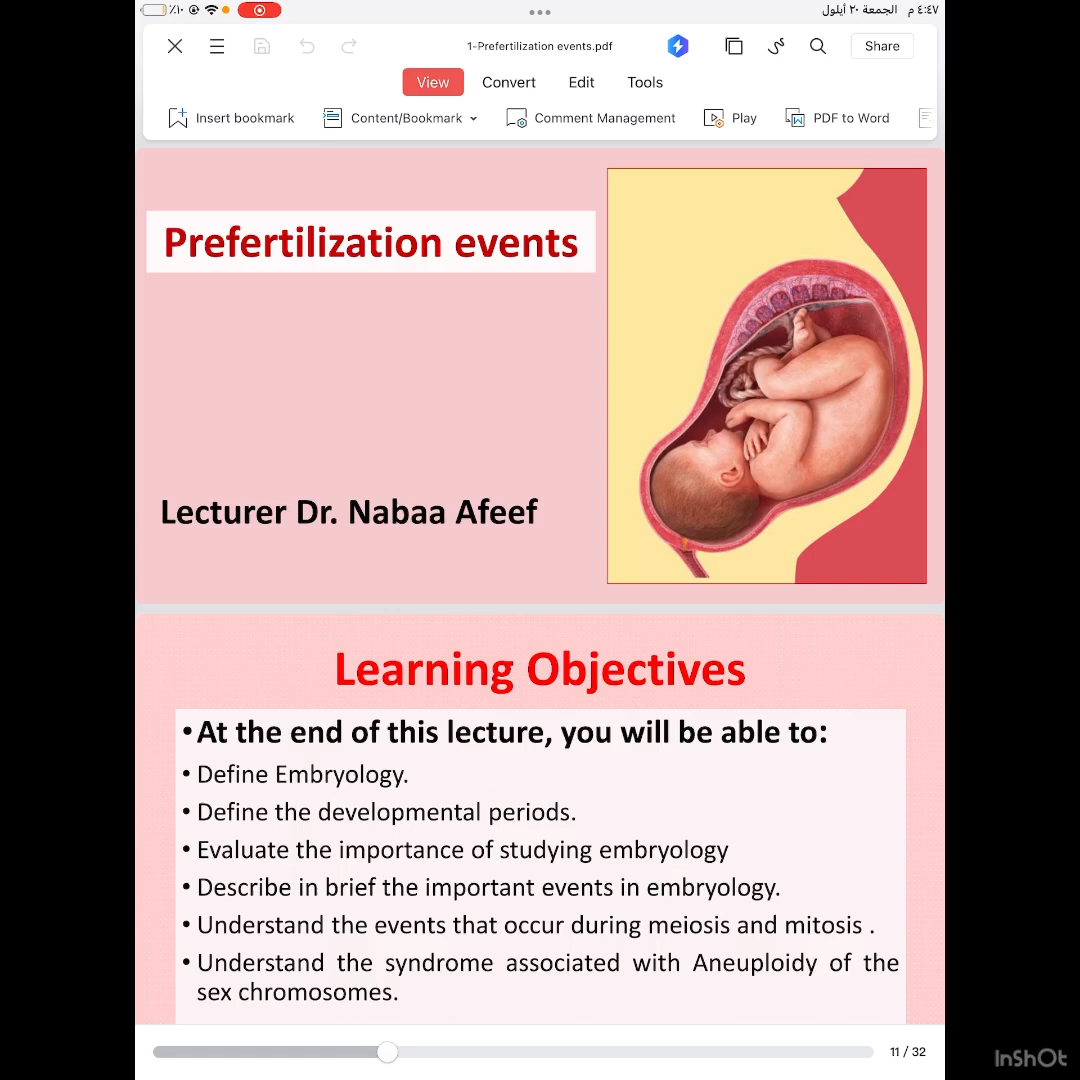 ٪١٠
٤:٤٧ م الجمعة ٢٠ أيلول
1-Prefertilization events.pdf
Share
View Convert Edit Tools
Insert bookmark Content/Bookmark Comment Management Play PDF to Word
Prefertilization events
Lecturer Dr. Nabaa Afeef
Learning Objectives
• At the end of this lecture, you will be able to:
• Define Embryology.
• Define the developmental periods.
• Evaluate the importance of studying embryology
• Describe in brief the important events in embryology.
• Understand the events that occur during meiosis and mitosis .
• Understand the syndrome associated with Aneuploidy of the
sex chromosomes.
11 / 32
InShOt